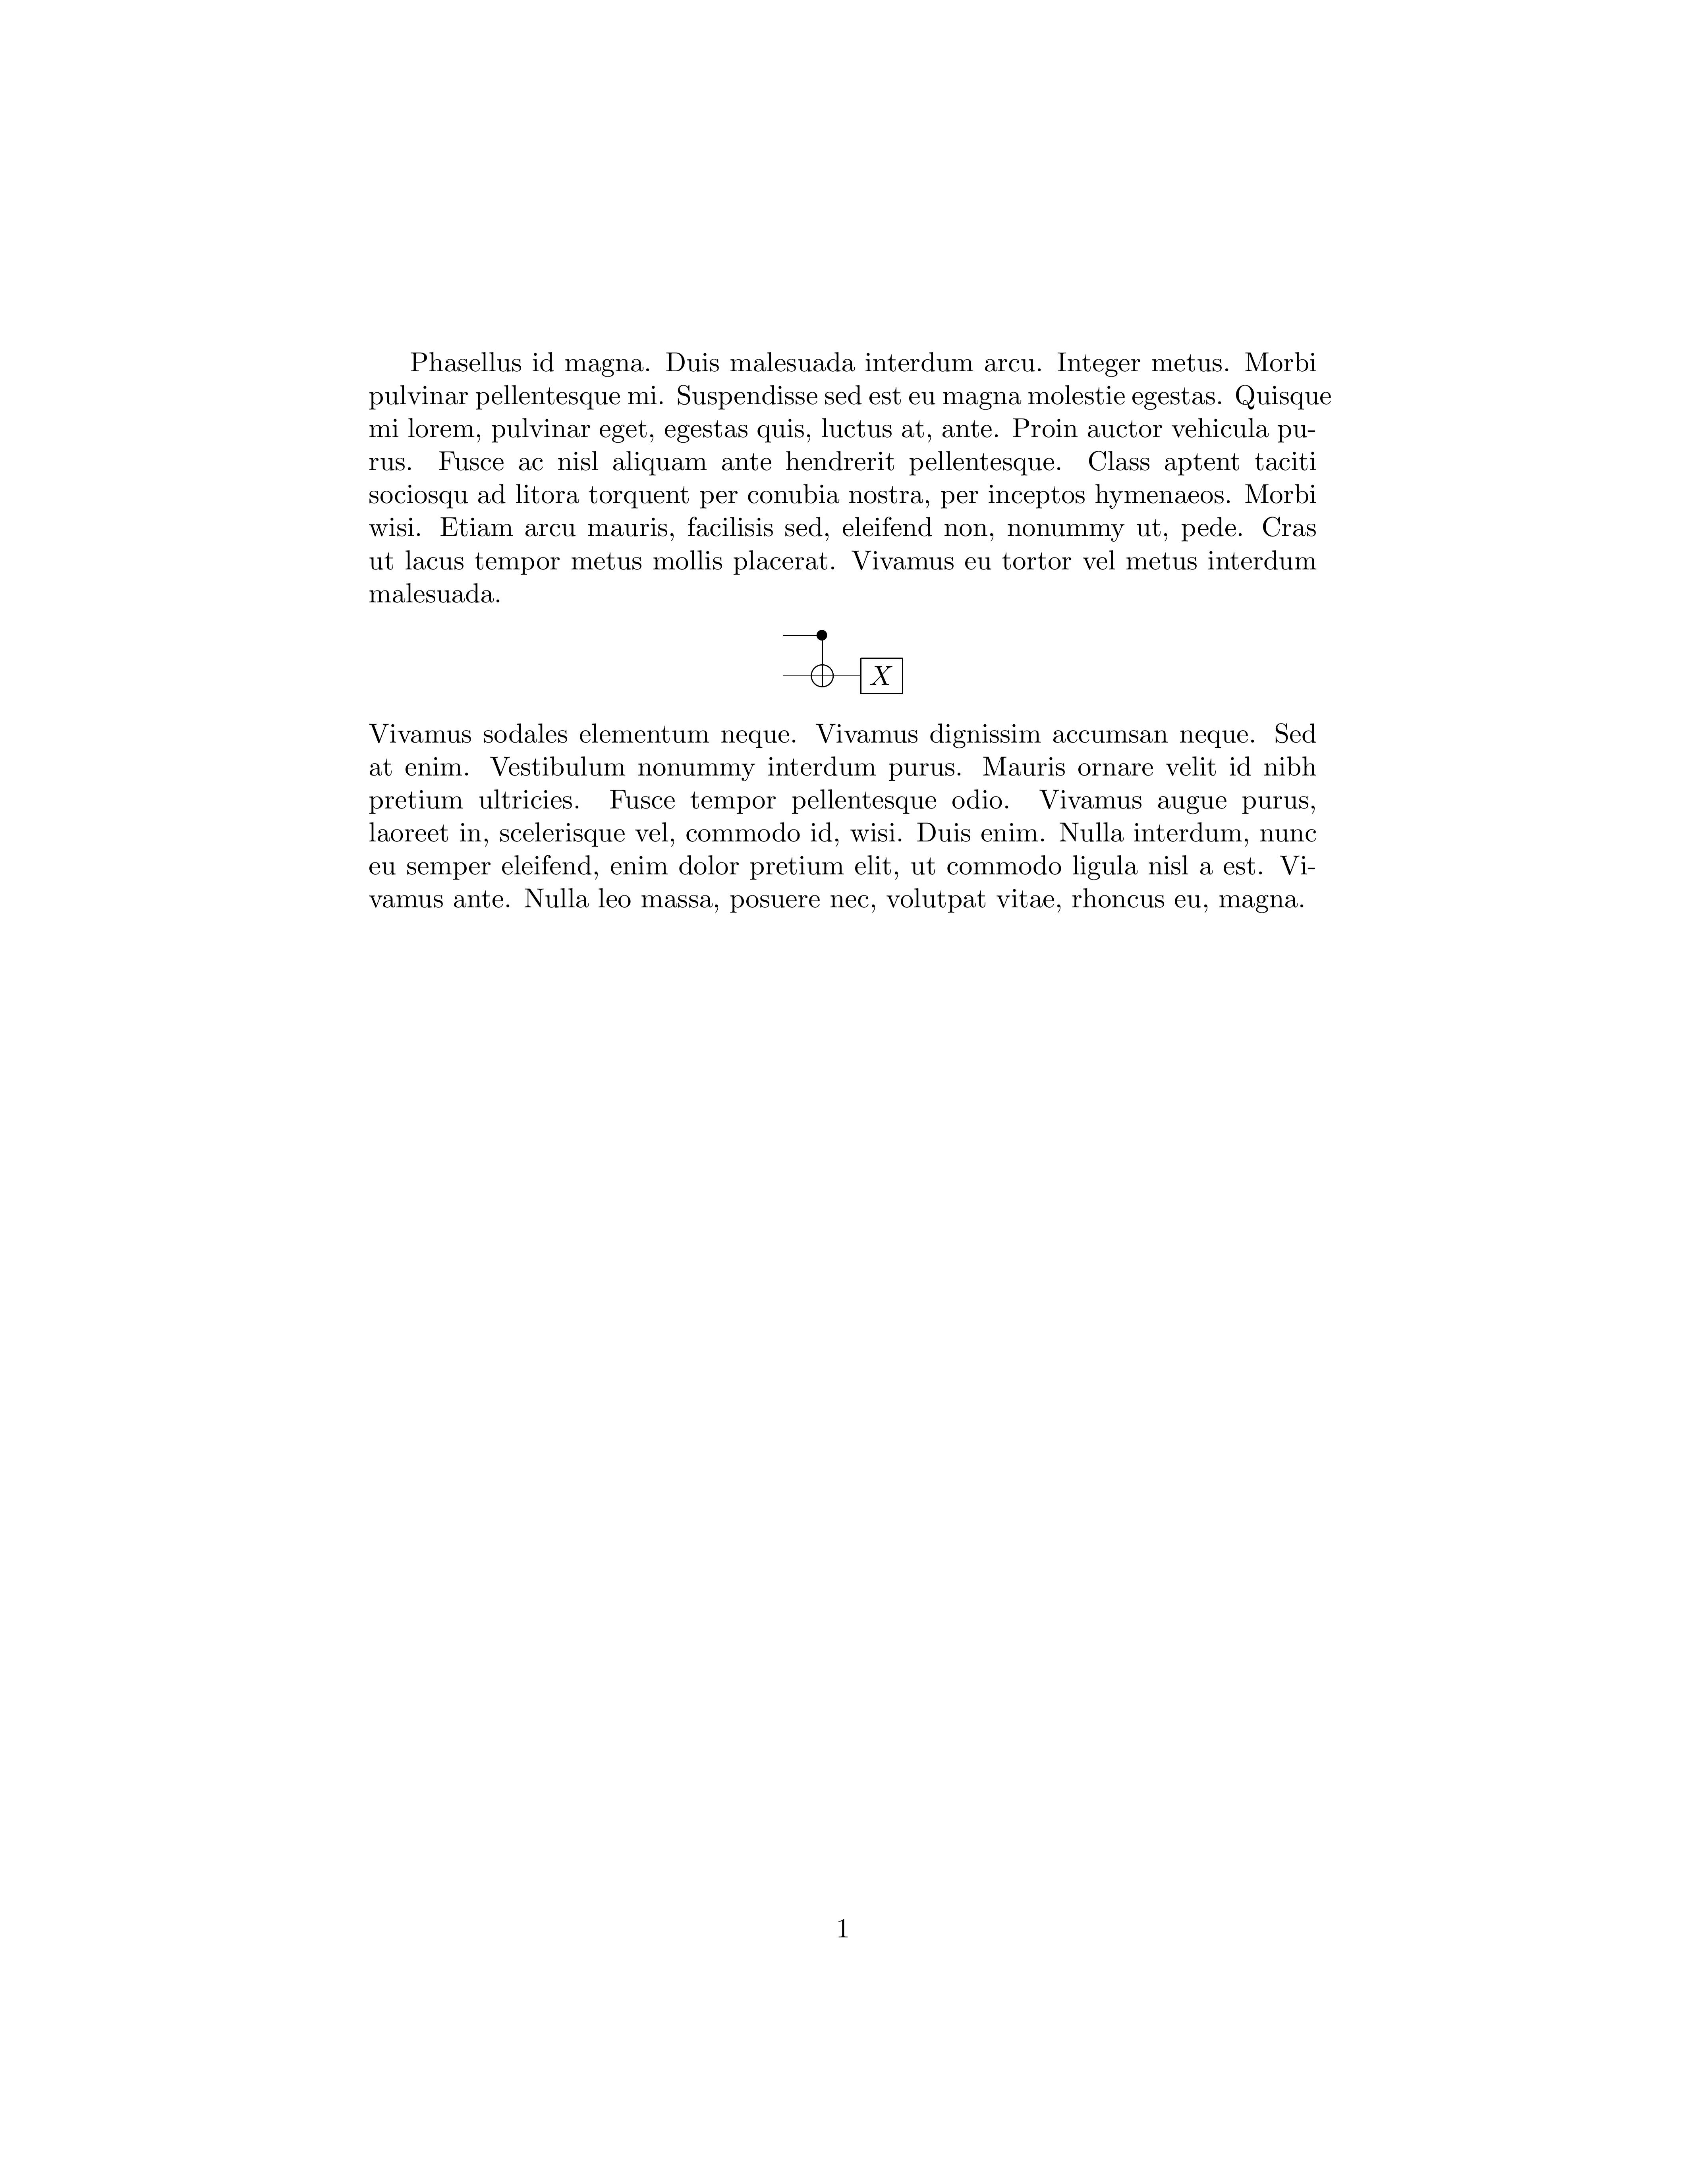 Phasellus id magna. Duis malesuada interdum arcu. Integer metus. Morbi
pulvinar pellentesque mi. Suspendisse sed est eu magna molestie egestas. Quisque
mi lorem, pulvinar eget, egestas quis, luctus at, ante. Proin auctor vehicula pu-
rus. Fusce ac nisl aliquam ante hendrerit pellentesque. Class aptent taciti
sociosqu ad litora torquent per conubia nostra, per inceptos hymenaeos. Morbi
wisi. Etiam arcu mauris, facilisis sed, eleifend non, nonummy ut, pede. Cras
ut lacus tempor metus mollis placerat. Vivamus eu tortor vel metus interdum
malesuada.
X
Vivamus sodales elementum neque. Vivamus dignissim accumsan neque. Sed
at enim. Vestibulum nonummy interdum purus. Mauris ornare velit id nibh
pretium ultricies. Fusce tempor pellentesque odio. Vivamus augue purus,
laoreet in, scelerisque vel, commodo id, wisi. Duis enim. Nulla interdum, nunc
eu semper eleifend, enim dolor pretium elit, ut commodo ligula nisl a est. Vi-
vamus ante. Nulla leo massa, posuere nec, volutpat vitae, rhoncus eu, magna.
1